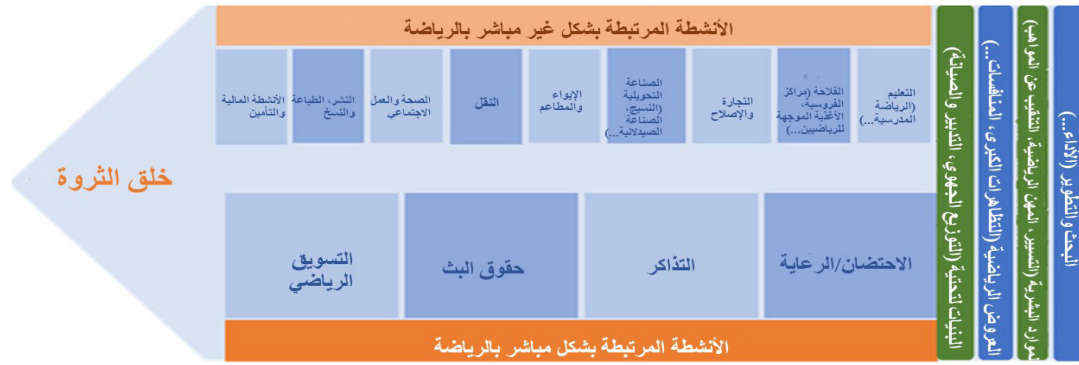 البحث والتطوير (الأداء...)
لموارد البشرية (التسيير، المهن الرياضية، التنقيب عن المواهب)
العروض الرياضية (التظاهرات الكبرى، المنافسات...)
البنيات لتحتية (التوزيع الجهوي، التدبير والصيانة)
الأنشطة المرتبطة بشكل غير مباشر بالرياضة
التعليم
(الرياضة
المدرسية...)
الفلاحة (مراكز
الفروسية،
الأغذية الموجهة
للرياضيين...)
التجارة
والإصلاح
الصناعة
التحويلية
(النسيج،
الصناعة
الصيدلانية...)
الإيواء
والمطاعم
النقل
الصحة والعمل
الاجتماعي
النشر، الطباعة
والنسخ
الأنشطة المالية
والتأمين
خلق الثروة
الاحتضان/الرعاية
التذاكر
حقوق البث
التسويق
الرياضي
الأنشطة المرتبطة بشكل مباشر بالرياضة